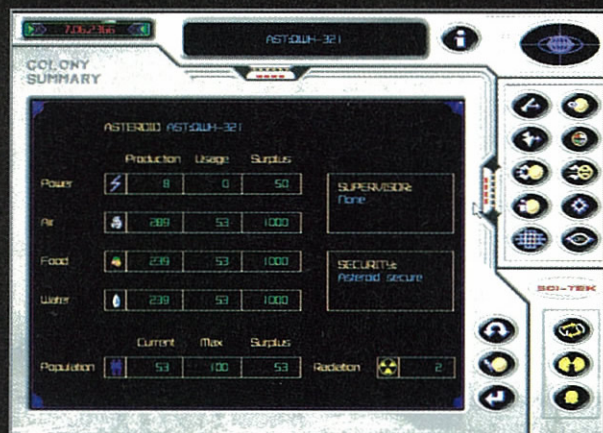 AST:QWH-321
i
COLONY
SUMMARY
ASTEROID AST:QWH-321
Production Usage Surplus
Power 8 0 50
SUPERVISOR:
None
Air 289 53 1000
Food 239 53 1000
SECURITY:
Asteroid secure
Water 239 53 1000
SCI-TEK
Current Max Surplus
Population 53 100 53 Radiation 2